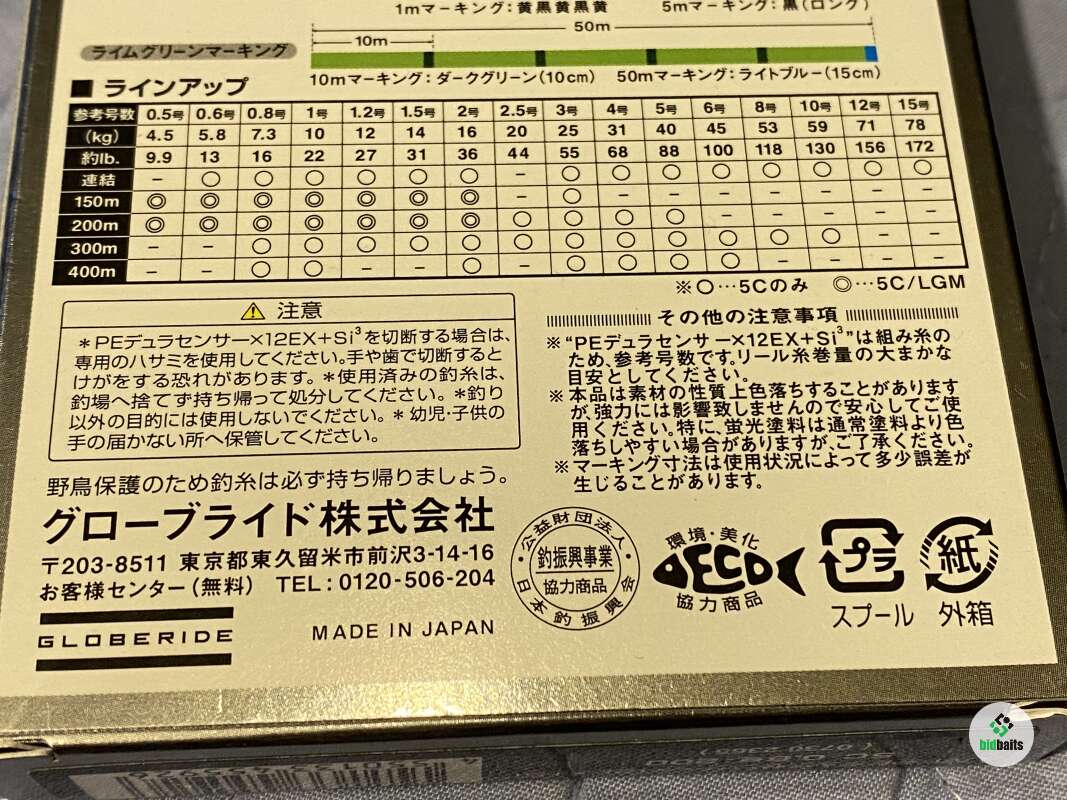 1mマーキング:黄黒黄黒黄 5mマーキング:黒(ロング)
50m
10m
ライムグリーンマーキング
10mマーキング:ダークグリーン(10cm) 50mマーキング:ライトブルー(15cm)
■ ラインアップ
参考号数 0.5号 0.6号 0.8号 1号 1.2号 1.5号 2号 2.5号 3号 4号 5号 6号 8号 10号 12号 15号
(kg) 4.5 5.8 7.3 10 12 14 16 20 25 31 40 45 53 59 71 78
約lb. 9.9 13 16 22 27 31 36 44 55 68 88 100 118 130 156 172
連結 – ○ ○ ○ ○ ○ ○ – ○ ○ ○ ○ ○ ○ ○ ○
150m ◎ ◎ ◎ ◎ ◎ ◎ ◎ – ○ – – – – – – –
200m ◎ ◎ ◎ ◎ ◎ ◎ ◎ ○ ○ ○ ○ – – – – –
300m – – ○ ○ ○ ○ ○ ○ ○ ○ ○ ○ ○ ○ – –
400m – – ○ ○ – – ○ – ○ ○ ○ ○ – – – –
※○…5Cのみ ◎…5C/LGM
注意
*PEデュラセンサー×12EX+Si³を切断する場合は、
専用のハサミを使用してください。手や歯で切断すると
けがをする恐れがあります。*使用済みの釣糸は、
釣場へ捨てず持ち帰って処分してください。*釣り
以外の目的には使用しないでください。*幼児・子供の
手の届かない所へ保管してください。
その他の注意事項
※“PEデュラセンサー×12EX+Si³”は組み糸の
ため、参考号数です。リール糸巻量の大まかな
目安としてください。
※本品は素材の性質上色落ちすることがあります
が、強力には影響致しませんので安心してご使
用ください。特に、蛍光塗料は通常塗料より色
落ちしやすい場合がありますが、ご了承ください。
※マーキング寸法は使用状況によって多少誤差が
生じることがあります。
野鳥保護のため釣糸は必ず持ち帰りましょう。
グローブライド株式会社
〒203-8511 東京都東久留米市前沢3-14-16
お客様センター(無料) TEL:0120-506-204
GLOBERIDE
MADE IN JAPAN
公益財団法人・日本釣振興会
釣振興事業
協力商品
環境・美化
ECO
協力商品
プラ
スプール
紙
外箱
bidbaits